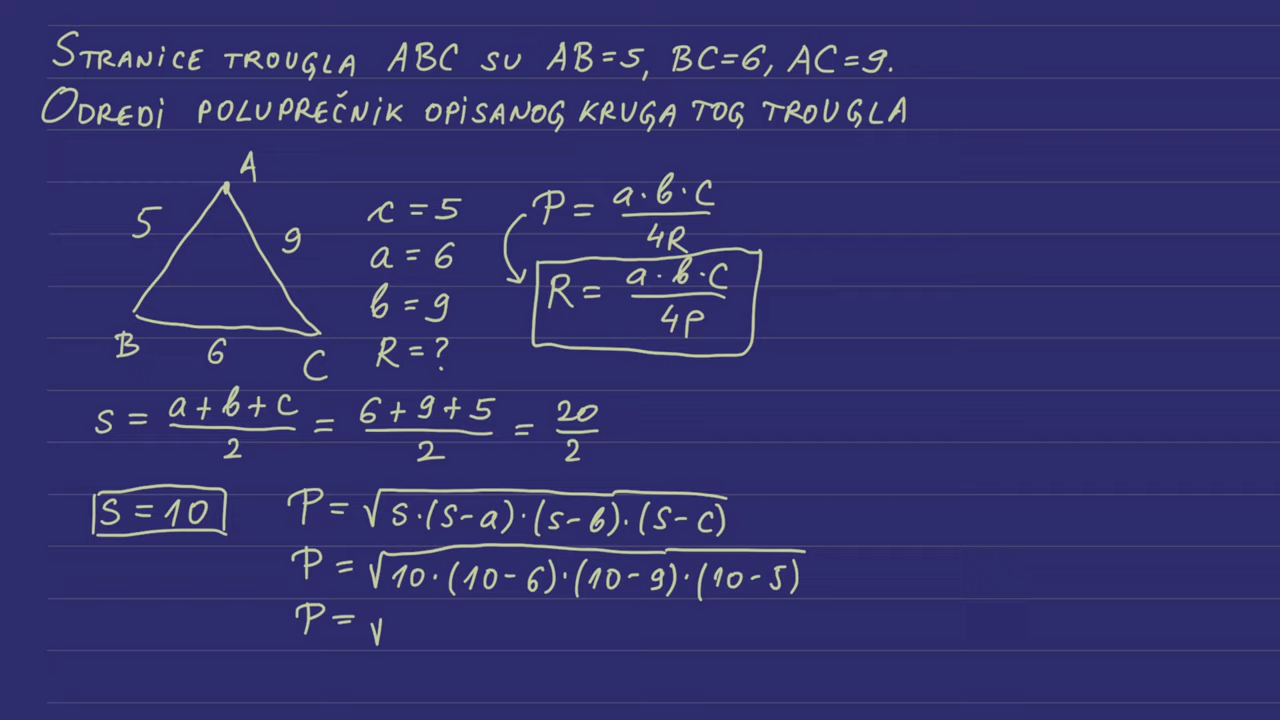 STRANICE TROUGLA ABC SU AB=5, BC=6, AC=9.
ODREDI POLUPREČNIK OPISANOG KRUGA TOG TROUGLA
A
5
9
B
6
C
c = 5
a = 6
b = 9
R = ?
P = a·b·c / 4R
R = a·b·c / 4P
S = a+b+c / 2 = 6+9+5 / 2 = 20 / 2
S = 10
P = √S·(S-a)·(S-b)·(S-c)
P = √10·(10-6)·(10-9)·(10-5)
P = √